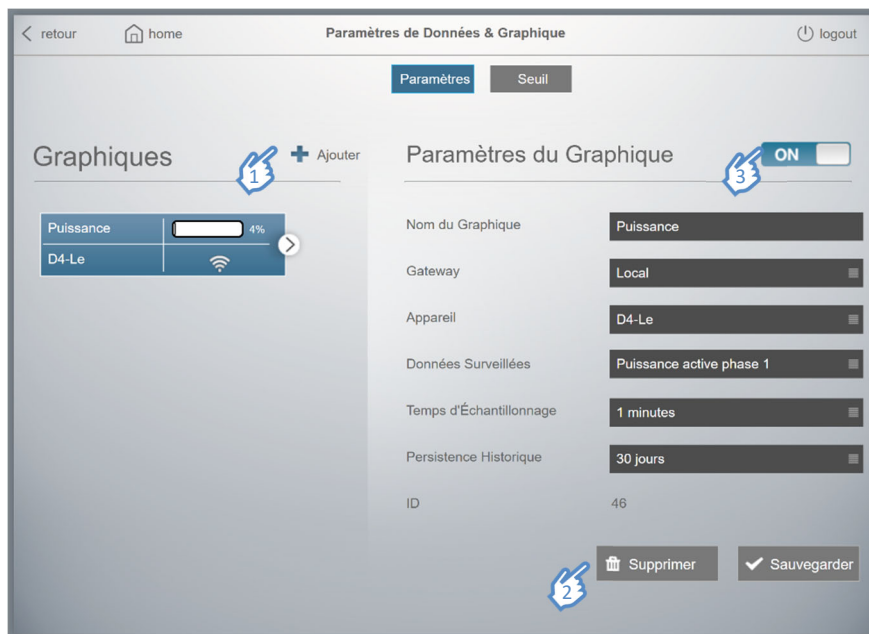 retour
home
Paramètres de Données & Graphique
logout
Paramètres
Seuil
Graphiques
1
Ajouter
Paramètres du Graphique
3
ON
Puissance
4%
D4-Le
Nom du Graphique
Puissance
Gateway
Local
Appareil
D4-Le
Données Surveillées
Puissance active phase 1
Temps d'Échantillonnage
1 minutes
Persistence Historique
30 jours
ID
46
2
Supprimer
Sauvegarder